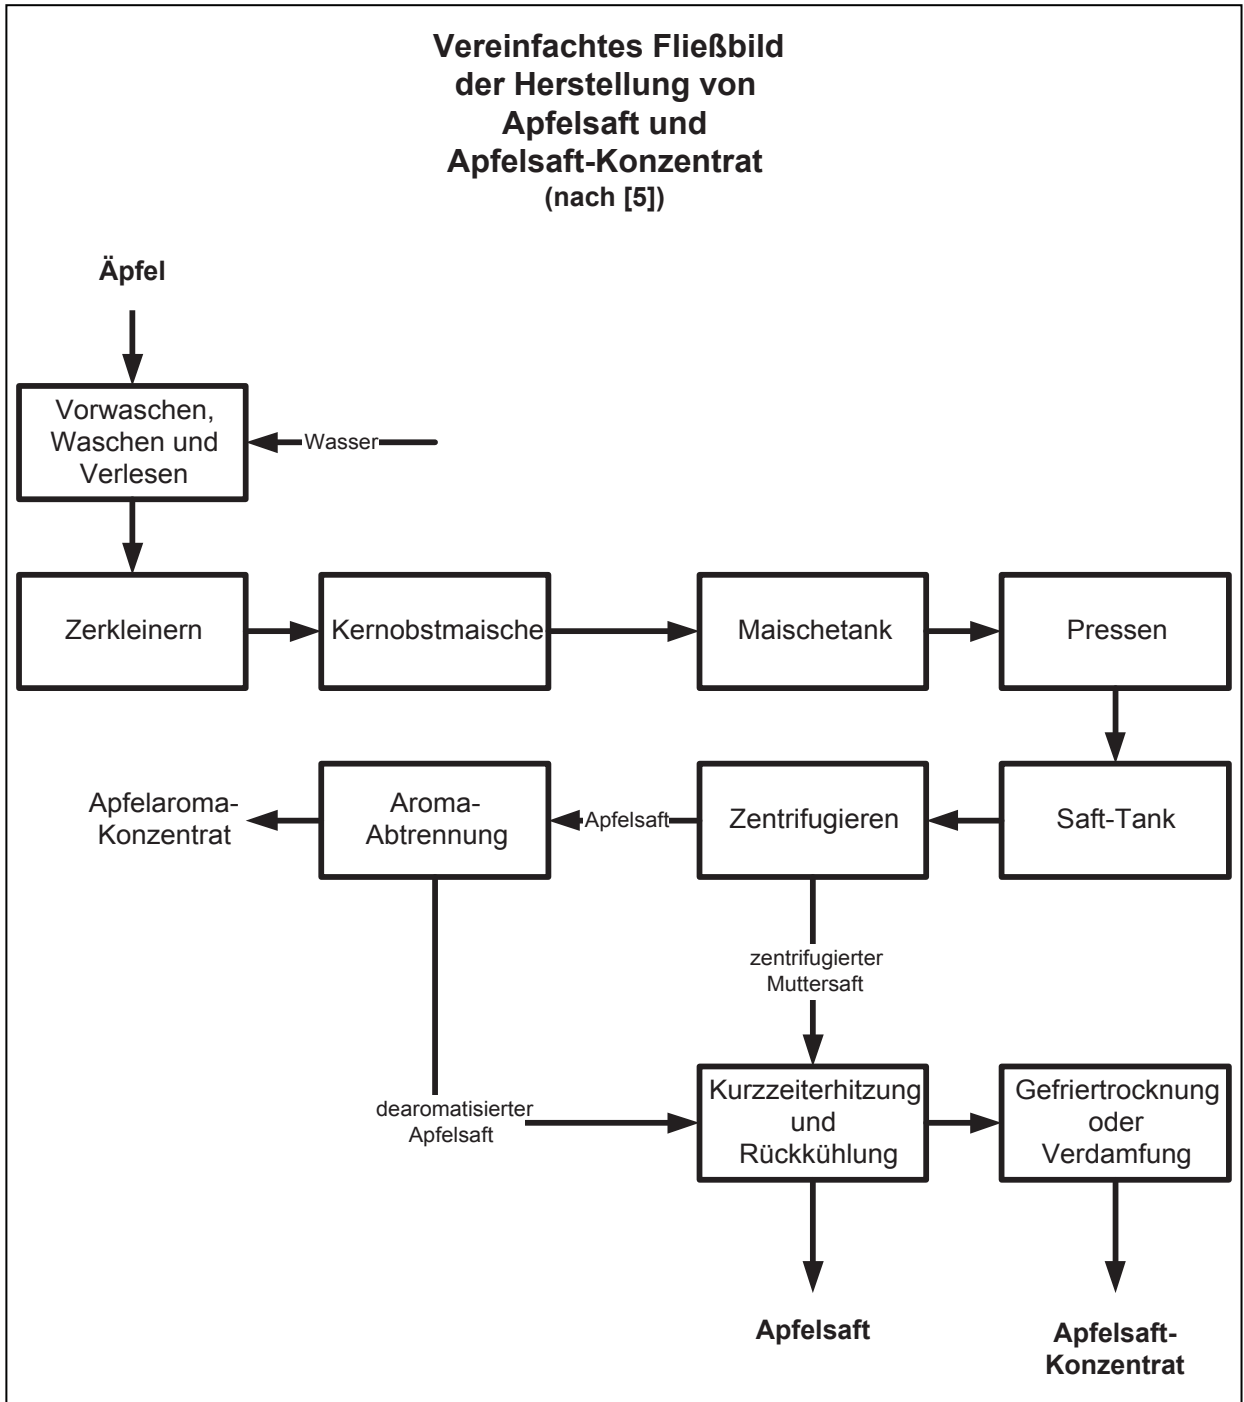 Vereinfachtes Fließbild
der Herstellung von
Apfelsaft und
Apfelsaft-Konzentrat
(nach [5])
Äpfel
Vorwaschen,
Waschen und
Verlesen
Wasser
Zerkleinern
Kernobstmaische
Maischetank
Pressen
Apfelaroma-
Konzentrat
Aroma-
Abtrennung
Apfelsaft
Zentrifugieren
Saft-Tank
zentrifugierter
Muttersaft
dearomatisierter
Apfelsaft
Kurzzeiterhitzung
und
Rückkühlung
Gefriertrocknung
oder
Verdamfung
Apfelsaft
Apfelsaft-
Konzentrat